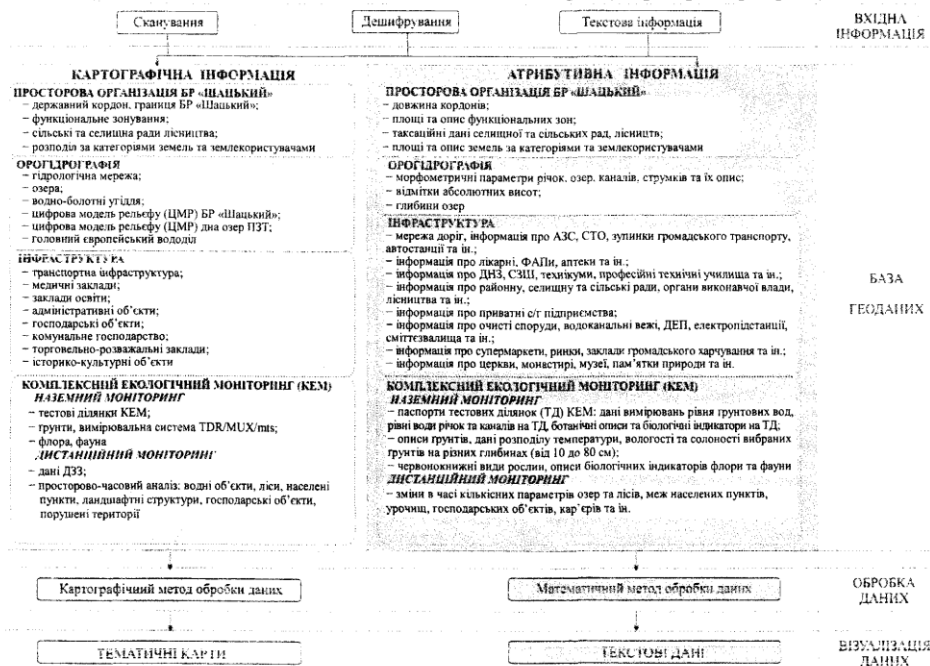 Сканування
Дешифрування
Текстова інформація
ВХІДНА
ІНФОРМАЦІЯ
КАРТОГРАФІЧНА ІНФОРМАЦІЯ
ПРОСТОРОВА ОРГАНІЗАЦІЯ БР «ШАЦЬКИЙ»
– державний кордон, границя БР «Шацький»;
– функціональне зонування;
– сільські та селищна ради лісництва;
– розподіл за категоріями земель та землекористувачами
ОРОГІДРОГРАФІЯ
– гідрологічна мережа;
– озера;
– водно-болотні угіддя;
– цифрова модель рельєфу (ЦМР) БР «Шацький»;
– цифрова модель рельєфу (ЦМР) дна озер ПЗТ;
– головний європейський вододіл
ІНФРАСТРУКТУРА
– транспортна інфраструктура;
– медичні заклади;
– заклади освіти;
– адміністративні об’єкти;
– господарські об’єкти;
– комунальне господарство;
– торговельно-розважальні заклади;
– історико-культурні об’єкти
КОМПЛЕКСНИЙ ЕКОЛОГІЧНИЙ МОНІТОРИНГ (КЕМ)
НАЗЕМНИЙ МОНІТОРИНГ
– тестові ділянки КЕМ;
– ґрунти, вимірювальна система TDR/MUX/mts;
– флора, фауна
ДИСТАНЦІЙНИЙ МОНІТОРИНГ
– дані ДЗЗ;
– просторово-часовий аналіз: водні об’єкти, ліси, населені
пункти, ландшафтні структури, господарські об’єкти,
порушені території
АТРИБУТИВНА ІНФОРМАЦІЯ
ПРОСТОРОВА ОРГАНІЗАЦІЯ БР «ШАЦЬКИЙ»
– довжина кордонів;
– площі та опис функціональних зон;
– таксаційні дані селищної та сільських рад, лісництв;
– площі та опис земель за категоріями та землекористувачами
ОРОГІДРОГРАФІЯ
– морфометричні параметри річок, озер, каналів, струмків та їх опис;
– відмітки абсолютних висот;
– глибини озер
ІНФРАСТРУКТУРА
– мережа доріг, інформація про АЗС, СТО, зупинки громадського транспорту,
автостанції та ін.;
– інформація про лікарні, ФАПи, аптеки та ін.;
– інформація про ДНЗ, СЗШ, технікуми, професійні технічні училища та ін.;
– інформація про районну, селищну та сільські ради, органи виконавчої влади,
лісництва та ін.;
– інформація про приватні с/г підприємства;
– інформація про очисті споруди, водоканальні вежі, ДЕП, електропідстанції,
сміттєзвалища та ін.;
– інформація про супермаркети, ринки, заклади громадського харчування та ін.;
– інформація про церкви, монастирі, музеї, пам’ятки природи та ін.
КОМПЛЕКСНИЙ ЕКОЛОГІЧНИЙ МОНІТОРИНГ (КЕМ)
НАЗЕМНИЙ МОНІТОРИНГ
– паспорти тестових ділянок (ТД) КЕМ: дані вимірювань рівня ґрунтових вод,
рівні води річок та каналів на ТД, ботанічні описи та біологічні індикатори на ТД;
– описи ґрунтів, дані розподілу температури, вологості та солоності вибраних
ґрунтів на різних глибинах (від 10 до 80 см);
– червонокнижні види рослин, описи біологічних індикаторів флори та фауни
ДИСТАНЦІЙНИЙ МОНІТОРИНГ
– зміни в часі кількісних параметрів озер та лісів, меж населених пунктів,
урочищ, господарських об’єктів, кар’єрів та ін.
БАЗА
ГЕОДАНИХ
Картографічний метод обробки даних
Математичний метод обробки даних
ОБРОБКА
ДАНИХ
ТЕМАТИЧНІ КАРТИ
ТЕКСТОВІ ДАНІ
ВІЗУАЛІЗАЦІЯ
ДАНИХ